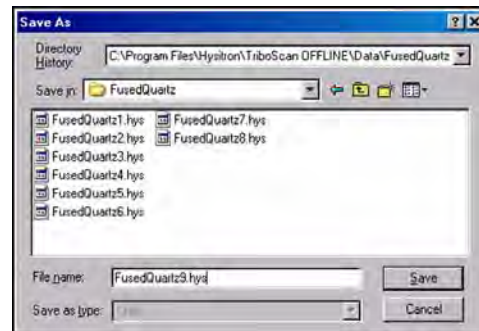 Save As
Directory History: C:\Program Files\Hysitron\TriboScan OFFLINE\Data\FusedQuartz
Save in: FusedQuartz
FusedQuartz1.hys FusedQuartz7.hys
FusedQuartz2.hys FusedQuartz8.hys
FusedQuartz3.hys
FusedQuartz4.hys
FusedQuartz5.hys
FusedQuartz6.hys
File name: FusedQuartz9.hys Save
Save as type: Cancel